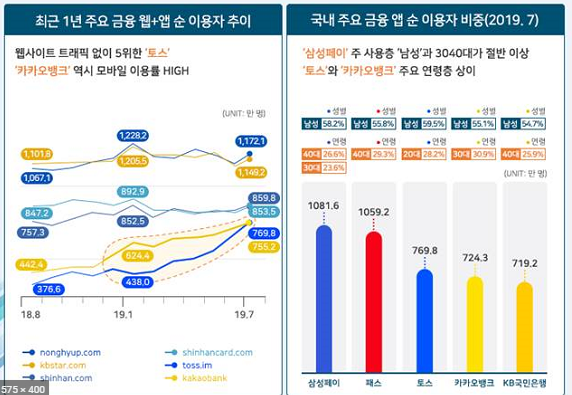 최근 1년 주요 금융 웹+앱 순 이용자 추이
웹사이트 트래픽 없이 5위한 '토스'
'카카오뱅크' 역시 모바일 이용률 HIGH
(UNIT: 만 명)
1,228.2
1,172.1
1,101.8
1,205.5
1,149.2
1,067.1
892.9
859.8
847.2
852.5
853.5
757.3
769.8
624.4
755.2
442.4
438.0
376.6
18.8
19.1
19.7
nonghyup.com
shinhancard.com
kbstar.com
toss.im
shinhan.com
kakaobank
575 × 400
국내 주요 금융 앱 순 이용자 비중(2019. 7)
'삼성페이' 주 사용층 '남성'과 3040대가 절반 이상
'토스'와 '카카오뱅크' 주요 연령층 상이
성별 성별 성별 성별 성별
남성 58.2% 남성 55.8% 남성 59.5% 남성 55.1% 남성 54.7%
연령 연령 연령 연령 연령
40대 26.6% 40대 29.3% 20대 28.2% 30대 30.9% 40대 25.9%
30대 23.6%
(UNIT: 만 명)
1081.6
1059.2
769.8
724.3
719.2
삼성페이 패스 토스 카카오뱅크 KB국민은행